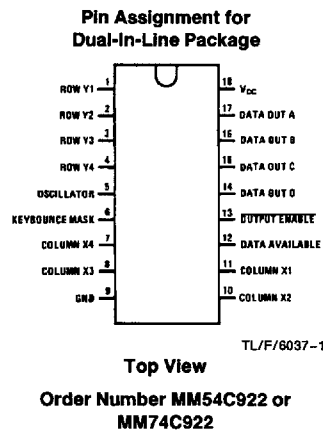 Pin Assignment for
Dual-In-Line Package
ROW Y1 1 18 VCC
ROW Y2 2 17 DATA OUT A
ROW Y3 3 16 DATA OUT B
ROW Y4 4 15 DATA OUT C
OSCILLATOR 5 14 DATA OUT D
KEYBOUNCE MASK 6 13 OUTPUT ENABLE
COLUMN X4 7 12 DATA AVAILABLE
COLUMN X3 8 11 COLUMN X1
GND 9 10 COLUMN X2
TL/F/6037–1
Top View
Order Number MM54C922 or
MM74C922